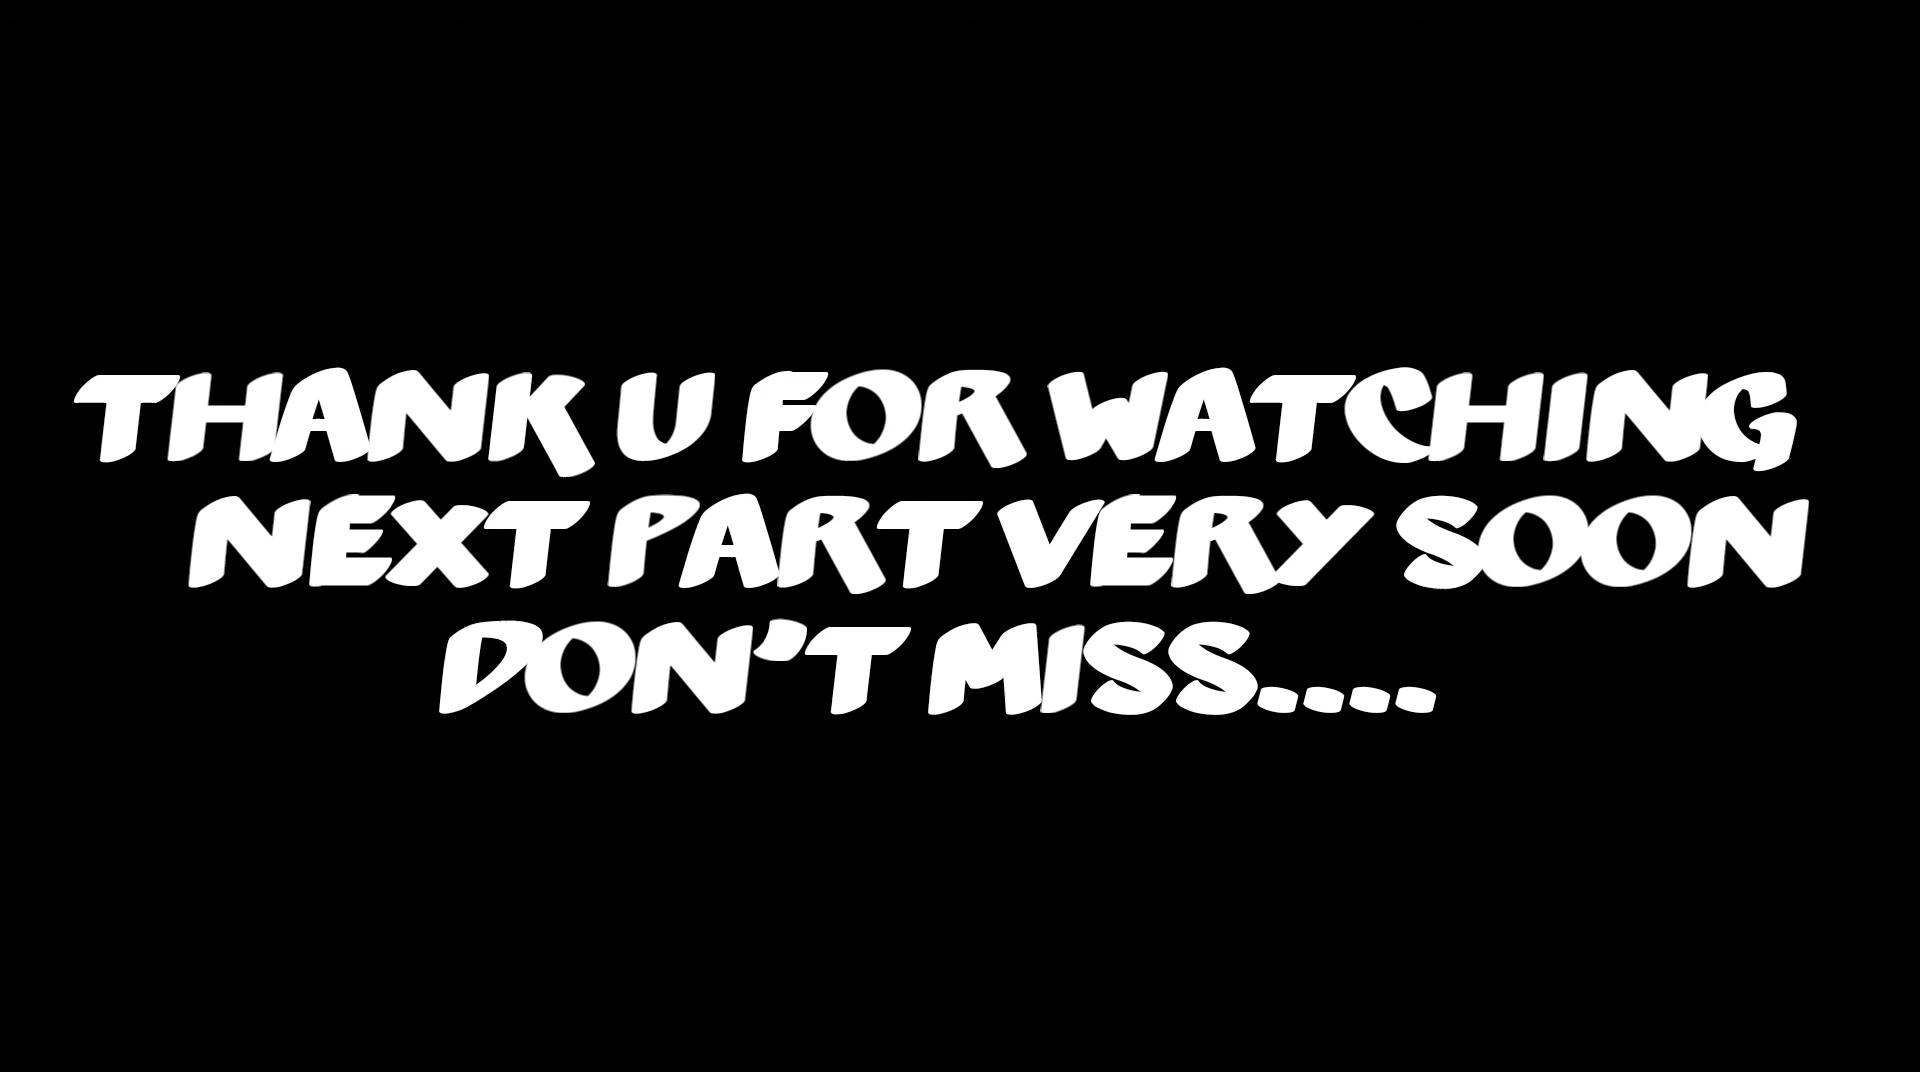 THANK U FOR WATCHING
NEXT PART VERY SOON
DON'T MISS....